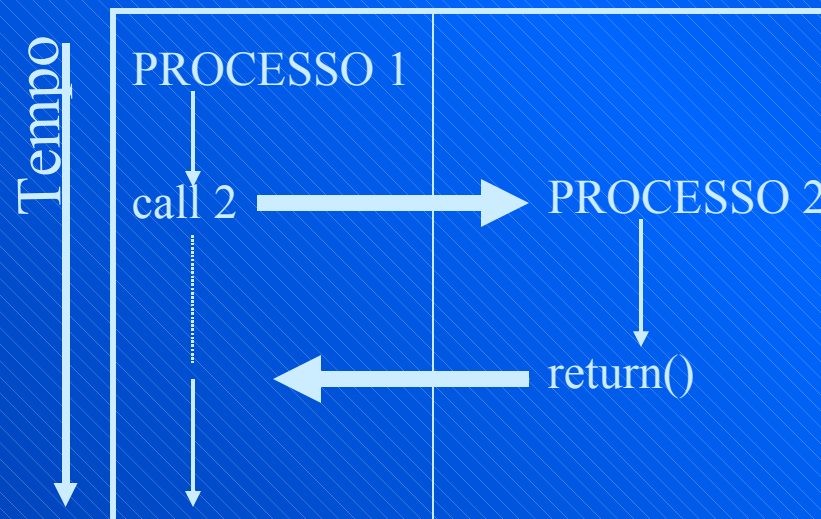 Tempo
PROCESSO 1
call 2
PROCESSO 2
return()